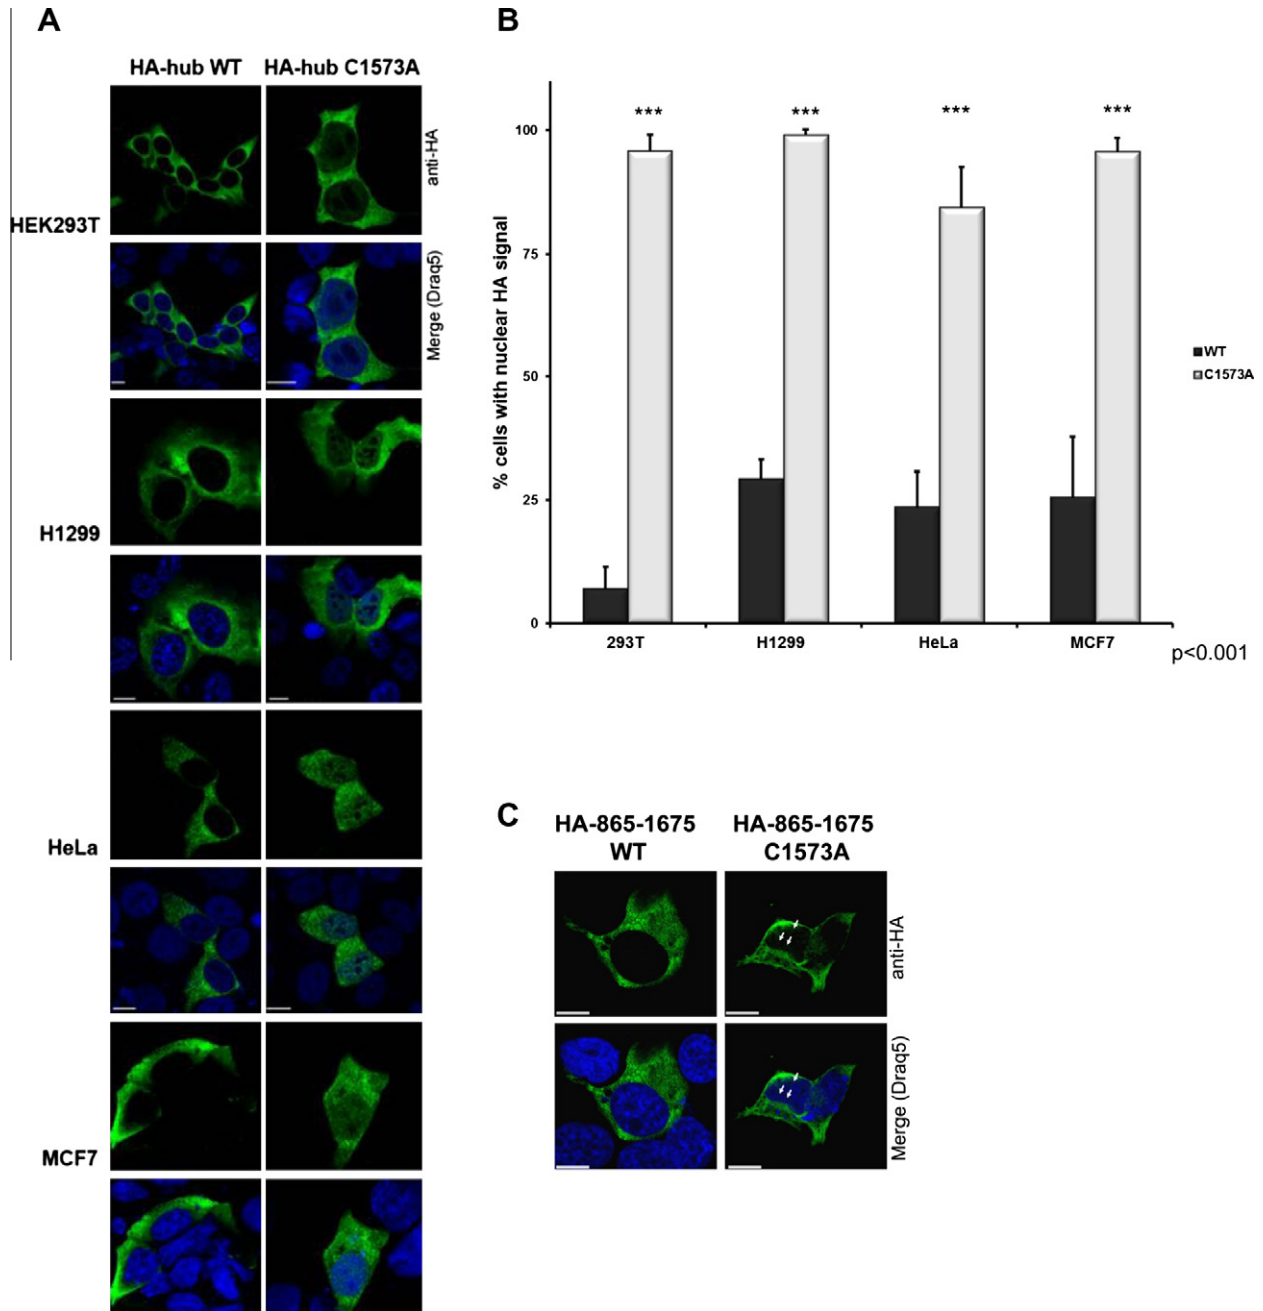 A
HA-hub WT
HA-hub C1573A
anti-HA
HEK293T
Merge (Draq5)
H1299
HeLa
MCF7
B
% cells with nuclear HA signal
100
75
50
25
0
***
***
***
***
293T
H1299
HeLa
MCF7
WT
C1573A
p<0.001
C
HA-865-1675
WT
HA-865-1675
C1573A
anti-HA
Merge (Draq5)